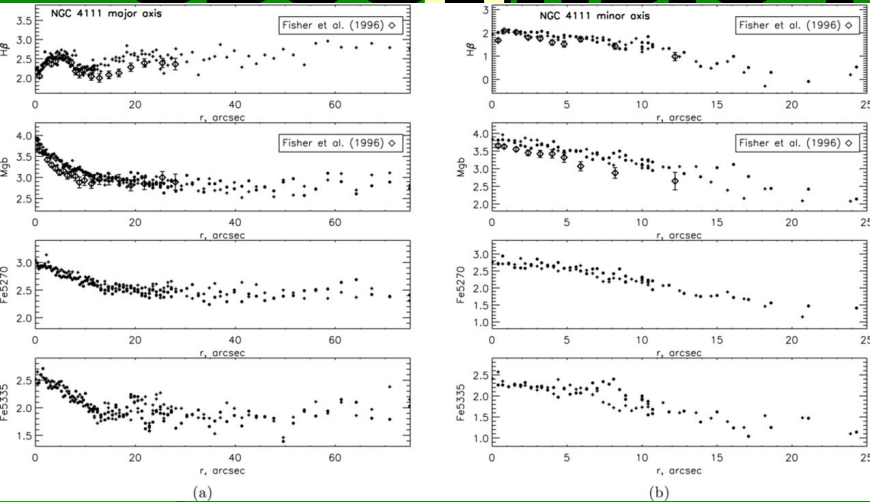 NGC 4111 major axis
Fisher et al. (1996)
Hβ
3.5
3.0
2.5
2.0
0 20 40 60
r, arcsec
Fisher et al. (1996)
Mgb
4.0
3.5
3.0
2.5
0 20 40 60
r, arcsec
Fe5270
3.0
2.5
2.0
0 20 40 60
r, arcsec
Fe5335
2.5
2.0
1.5
0 20 40 60
r, arcsec
(a)
NGC 4111 minor axis
Fisher et al. (1996)
Hβ
3
2
1
0
0 5 10 15 20 25
r, arcsec
Fisher et al. (1996)
Mgb
4.0
3.5
3.0
2.5
2.0
0 5 10 15 20 25
r, arcsec
Fe5270
3.0
2.5
2.0
1.5
1.0
0 5 10 15 20 25
r, arcsec
Fe5335
2.5
2.0
1.5
1.0
0 5 10 15 20 25
r, arcsec
(b)